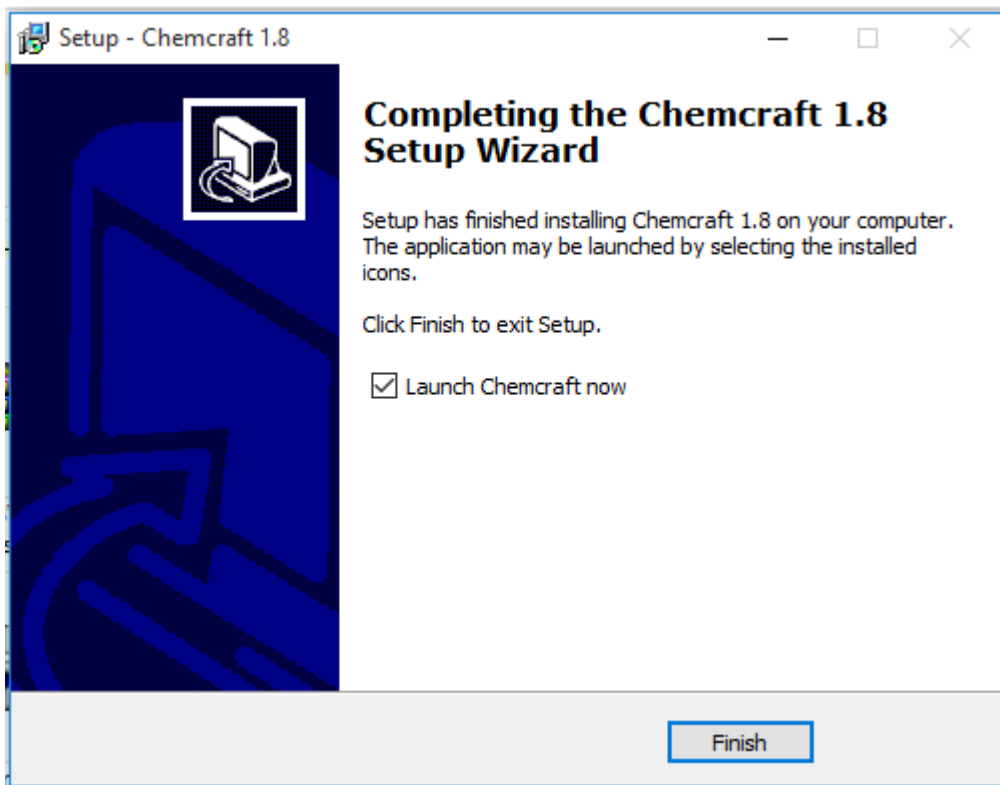 Setup - Chemcraft 1.8
Completing the Chemcraft 1.8
Setup Wizard
Setup has finished installing Chemcraft 1.8 on your computer.
The application may be launched by selecting the installed
icons.
Click Finish to exit Setup.
Launch Chemcraft now
Finish